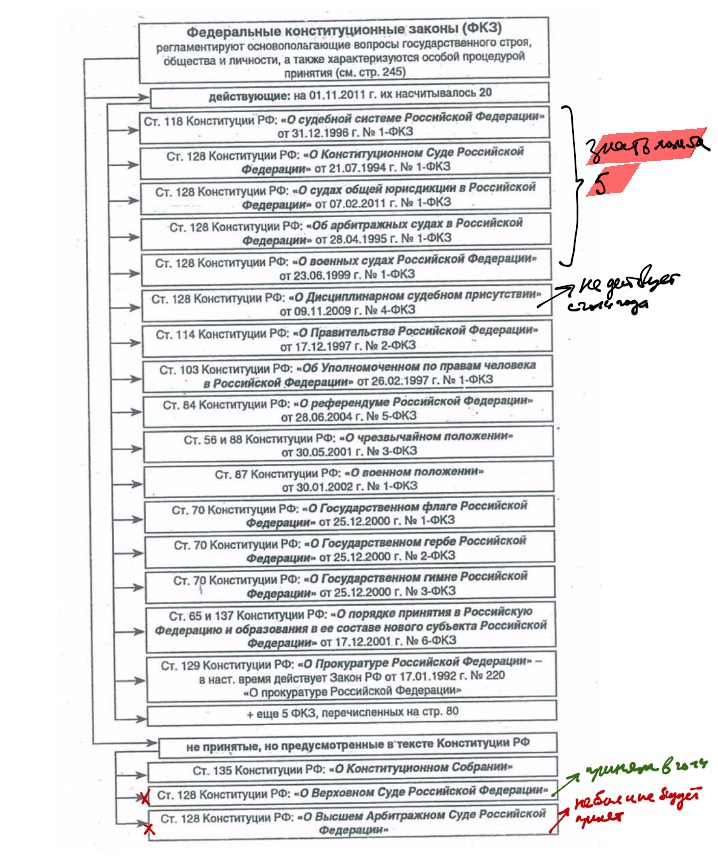 Федеральные конституционные законы (ФКЗ)
регламентируют основополагающие вопросы государственного строя,
общества и личности, а также характеризуются особой процедурой
принятия (см. стр. 245)
действующие: на 01.11.2011 г. их насчитывалось 20
Ст. 118 Конституции РФ: «О судебной системе Российской Федерации»
от 31.12.1996 г. № 1-ФКЗ
знать хотя
Ст. 128 Конституции РФ: «О Конституционном Суде Российской
Федерации» от 21.07.1994 г. № 1-ФКЗ
5
Ст. 128 Конституции РФ: «О судах общей юрисдикции в Российской
Федерации» от 07.02.2011 г. № 1-ФКЗ
Ст. 128 Конституции РФ: «Об арбитражных судах в Российской
Федерации» от 28.04.1995 г. № 1-ФКЗ
Ст. 128 Конституции РФ: «О военных судах Российской Федерации»
от 23.06.1999 г. № 1-ФКЗ
не действует
Ст. 128 Конституции РФ: «О Дисциплинарном судебном присутствии»
от 09.11.2009 г. № 4-ФКЗ
с 2014 года
Ст. 114 Конституции РФ: «О Правительстве Российской Федерации»
от 17.12.1997 г. № 2-ФКЗ
Ст. 103 Конституции РФ: «Об Уполномоченном по правам человека
в Российской Федерации» от 26.02.1997 г. № 1-ФКЗ
Ст. 84 Конституции РФ: «О референдуме Российской Федерации»
от 28.06.2004 г. № 5-ФКЗ
Ст. 56 и 88 Конституции РФ: «О чрезвычайном положении»
от 30.05.2001 г. № 3-ФКЗ
Ст. 87 Конституции РФ: «О военном положении»
от 30.01.2002 г. № 1-ФКЗ
Ст. 70 Конституции РФ: «О Государственном флаге Российской
Федерации» от 25.12.2000 г. № 1-ФКЗ
Ст. 70 Конституции РФ: «О Государственном гербе Российской
Федерации» от 25.12.2000 г. № 2-ФКЗ
Ст. 70 Конституции РФ: «О Государственном гимне Российской
Федерации» от 25.12.2000 г. № 3-ФКЗ
Ст. 65 и 137 Конституции РФ: «О порядке принятия в Российскую
Федерацию и образования в ее составе нового субъекта Российской
Федерации» от 17.12.2001 г. № 6-ФКЗ
Ст. 129 Конституции РФ: «О Прокуратуре Российской Федерации» –
в наст. время действует Закон РФ от 17.01.1992 г. № 220
«О прокуратуре Российской Федерации»
+ еще 5 ФКЗ, перечисленных на стр. 80
не принятые, но предусмотренные в тексте Конституции РФ
Ст. 135 Конституции РФ: «О Конституционном Собрании»
принят в 2014
Ст. 128 Конституции РФ: «О Верховном Суде Российской Федерации»
не будет
Ст. 128 Конституции РФ: «О Высшем Арбитражном Суде Российской
Федерации»